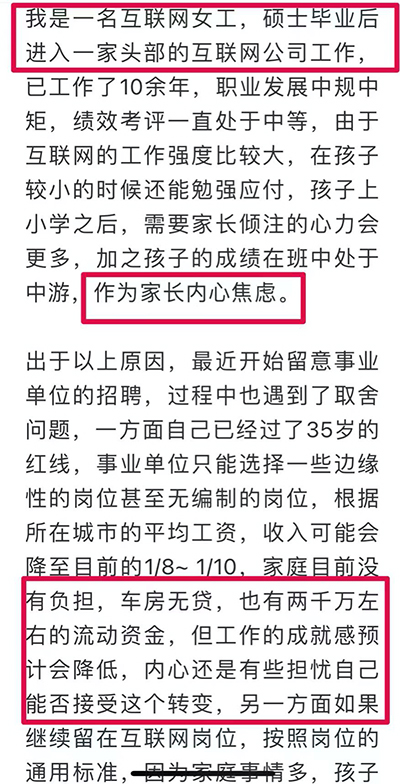 我是一名互联网女工，硕士毕业后
进入一家头部的互联网公司工作，
已工作了10余年，职业发展中规中
矩，绩效考评一直处于中等，由于
互联网的工作强度比较大，在孩子
较小的时候还能勉强应付，孩子上
小学之后，需要家长倾注的心力会
更多，加之孩子的成绩在班中处于
中游，作为家长内心焦虑。
出于以上原因，最近开始留意事业
单位的招聘，过程中也遇到了取舍
问题，一方面自己已经过了35岁的
红线，事业单位只能选择一些边缘
性的岗位甚至无编制的岗位，根据
所在城市的平均工资，收入可能会
降至目前的1/8~ 1/10，家庭目前没
有负担，车房无贷，也有两千万左
右的流动资金，但工作的成就感预
计会降低，内心还是有些担忧自己
能否接受这个转变，另一方面如果
继续留在互联网岗位，按照岗位的
通用标准，因为家庭事情多，孩子